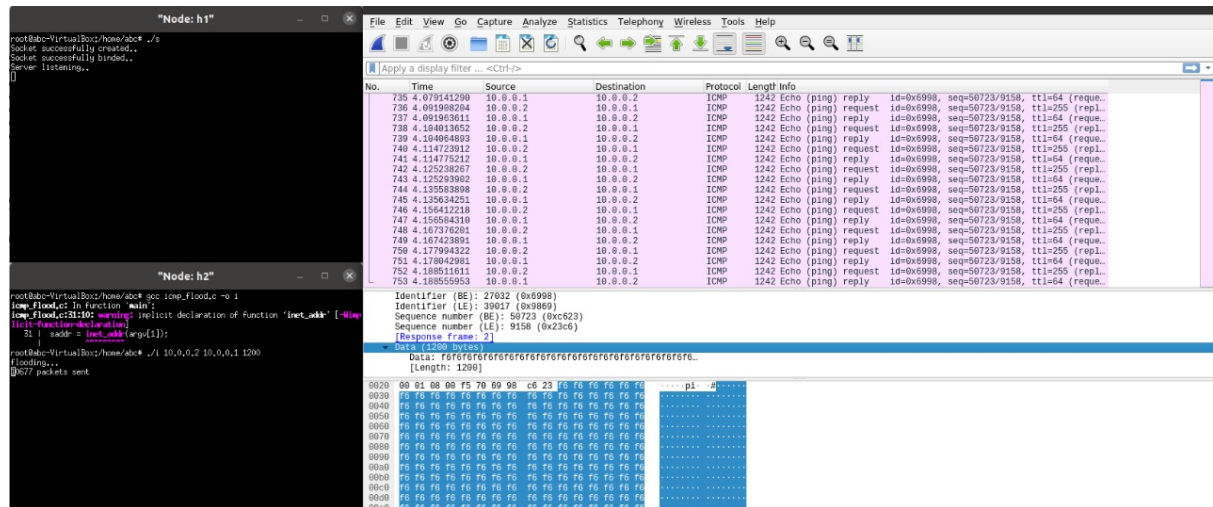 "Node: h1"
root@abc-VirtualBox:/home/abc# ./s
Socket successfully created..
Socket successfully binded..
Server listening..
"Node: h2"
root@abc-VirtualBox:/home/abc# gcc icmp_flood.c -o i
icmp_flood.c: In function 'main':
icmp_flood.c:31:10: warning: implicit declaration of function 'inet_addr' [-Wimp
licit-function-declaration]
31 | saddr = inet_addr(argv[1]);
| ^~~~~~~~~
root@abc-VirtualBox:/home/abc# ./i 10.0.0.2 10.0.0.1 1200
flooding...
0677 packets sent
File Edit View Go Capture Analyze Statistics Telephony Wireless Tools Help
Apply a display filter ... <Ctrl-/>
No. Time Source Destination Protocol Length Info
735 4.079141290 10.0.0.1 10.0.0.2 ICMP 1242 Echo (ping) reply id=0x6998, seq=50723/9158, ttl=64 (reque…
736 4.091908204 10.0.0.2 10.0.0.1 ICMP 1242 Echo (ping) request id=0x6998, seq=50723/9158, ttl=255 (repl…
737 4.091963611 10.0.0.1 10.0.0.2 ICMP 1242 Echo (ping) reply id=0x6998, seq=50723/9158, ttl=64 (reque…
738 4.104013652 10.0.0.2 10.0.0.1 ICMP 1242 Echo (ping) request id=0x6998, seq=50723/9158, ttl=255 (repl…
739 4.104064893 10.0.0.1 10.0.0.2 ICMP 1242 Echo (ping) reply id=0x6998, seq=50723/9158, ttl=64 (reque…
740 4.114723912 10.0.0.2 10.0.0.1 ICMP 1242 Echo (ping) request id=0x6998, seq=50723/9158, ttl=255 (repl…
741 4.114775212 10.0.0.1 10.0.0.2 ICMP 1242 Echo (ping) reply id=0x6998, seq=50723/9158, ttl=64 (reque…
742 4.125238267 10.0.0.2 10.0.0.1 ICMP 1242 Echo (ping) request id=0x6998, seq=50723/9158, ttl=255 (repl…
743 4.125293902 10.0.0.1 10.0.0.2 ICMP 1242 Echo (ping) reply id=0x6998, seq=50723/9158, ttl=64 (reque…
744 4.135583898 10.0.0.2 10.0.0.1 ICMP 1242 Echo (ping) request id=0x6998, seq=50723/9158, ttl=255 (repl…
745 4.135634251 10.0.0.1 10.0.0.2 ICMP 1242 Echo (ping) reply id=0x6998, seq=50723/9158, ttl=64 (reque…
746 4.156412218 10.0.0.2 10.0.0.1 ICMP 1242 Echo (ping) request id=0x6998, seq=50723/9158, ttl=255 (repl…
747 4.156584310 10.0.0.1 10.0.0.2 ICMP 1242 Echo (ping) reply id=0x6998, seq=50723/9158, ttl=64 (reque…
748 4.167376201 10.0.0.2 10.0.0.1 ICMP 1242 Echo (ping) request id=0x6998, seq=50723/9158, ttl=255 (repl…
749 4.167423891 10.0.0.1 10.0.0.2 ICMP 1242 Echo (ping) reply id=0x6998, seq=50723/9158, ttl=64 (reque…
750 4.177994322 10.0.0.2 10.0.0.1 ICMP 1242 Echo (ping) request id=0x6998, seq=50723/9158, ttl=255 (repl…
751 4.178042981 10.0.0.1 10.0.0.2 ICMP 1242 Echo (ping) reply id=0x6998, seq=50723/9158, ttl=64 (reque…
752 4.188511611 10.0.0.2 10.0.0.1 ICMP 1242 Echo (ping) request id=0x6998, seq=50723/9158, ttl=255 (repl…
753 4.188555953 10.0.0.1 10.0.0.2 ICMP 1242 Echo (ping) reply id=0x6998, seq=50723/9158, ttl=64 (reque…
Identifier (BE): 27032 (0x6998)
Identifier (LE): 39017 (0x9869)
Sequence number (BE): 50723 (0xc623)
Sequence number (LE): 9158 (0x23c6)
[Response frame: 2]
Data (1200 bytes)
Data: f6f6f6f6f6f6f6f6f6f6f6f6f6f6f6f6f6f6f6f6f6f6f6f6…
[Length: 1200]
0020 00 01 08 00 f5 70 69 98 c6 23 f6 f6 f6 f6 f6 f6 ·····pi· ·#······
0030 f6 f6 f6 f6 f6 f6 f6 f6 f6 f6 f6 f6 f6 f6 f6 f6 ········ ········
0040 f6 f6 f6 f6 f6 f6 f6 f6 f6 f6 f6 f6 f6 f6 f6 f6 ········ ········
0050 f6 f6 f6 f6 f6 f6 f6 f6 f6 f6 f6 f6 f6 f6 f6 f6 ········ ········
0060 f6 f6 f6 f6 f6 f6 f6 f6 f6 f6 f6 f6 f6 f6 f6 f6 ········ ········
0070 f6 f6 f6 f6 f6 f6 f6 f6 f6 f6 f6 f6 f6 f6 f6 f6 ········ ········
0080 f6 f6 f6 f6 f6 f6 f6 f6 f6 f6 f6 f6 f6 f6 f6 f6 ········ ········
0090 f6 f6 f6 f6 f6 f6 f6 f6 f6 f6 f6 f6 f6 f6 f6 f6 ········ ········
00a0 f6 f6 f6 f6 f6 f6 f6 f6 f6 f6 f6 f6 f6 f6 f6 f6 ········ ········
00b0 f6 f6 f6 f6 f6 f6 f6 f6 f6 f6 f6 f6 f6 f6 f6 f6 ········ ········
00c0 f6 f6 f6 f6 f6 f6 f6 f6 f6 f6 f6 f6 f6 f6 f6 f6 ········ ········
00d0 f6 f6 f6 f6 f6 f6 f6 f6 f6 f6 f6 f6 f6 f6 f6 f6 ········ ········